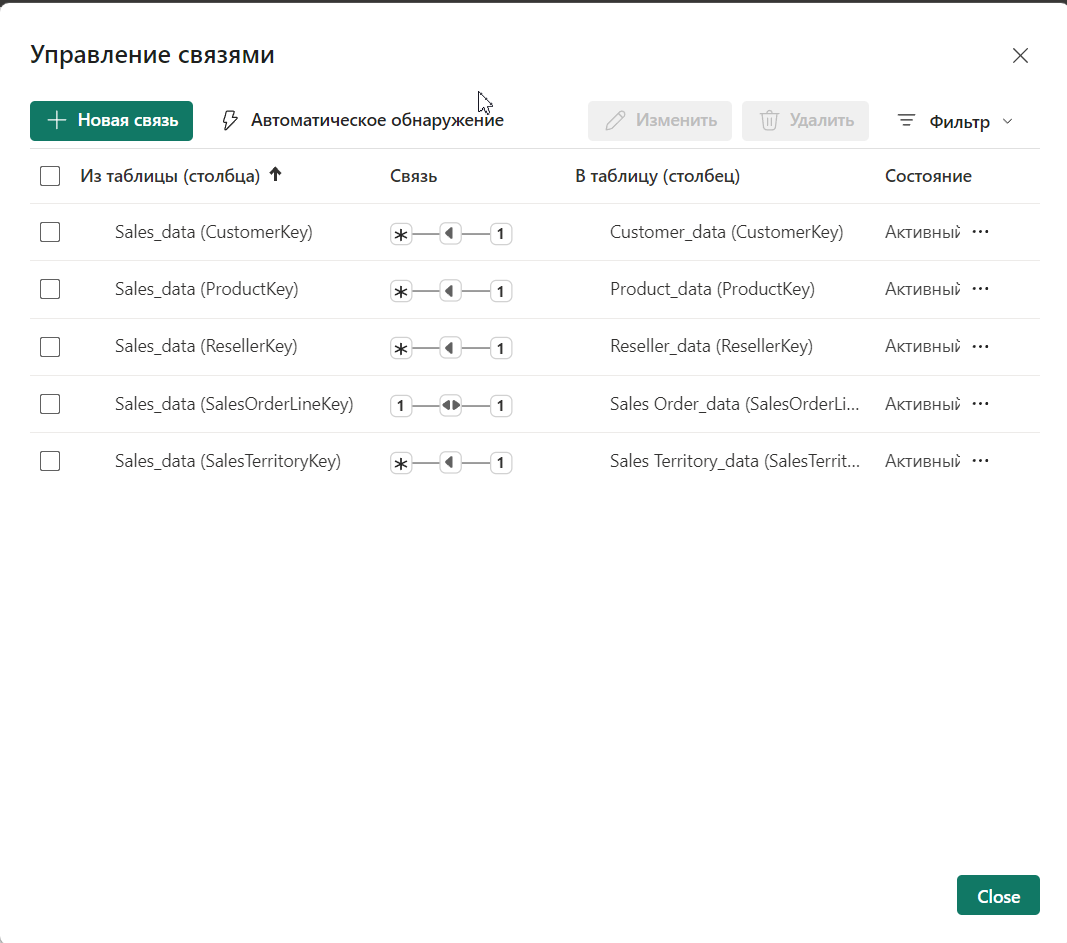 Управление связями
Новая связь Автоматическое обнаружение Изменить Удалить Фильтр
Из таблицы (столбца) Связь В таблицу (столбец) Состояние
Sales_data (CustomerKey) * 1 Customer_data (CustomerKey) Активный ...
Sales_data (ProductKey) * 1 Product_data (ProductKey) Активный ...
Sales_data (ResellerKey) * 1 Reseller_data (ResellerKey) Активный ...
Sales_data (SalesOrderLineKey) 1 1 Sales Order_data (SalesOrderLi... Активный ...
Sales_data (SalesTerritoryKey) * 1 Sales Territory_data (SalesTerrit... Активный ...
Close